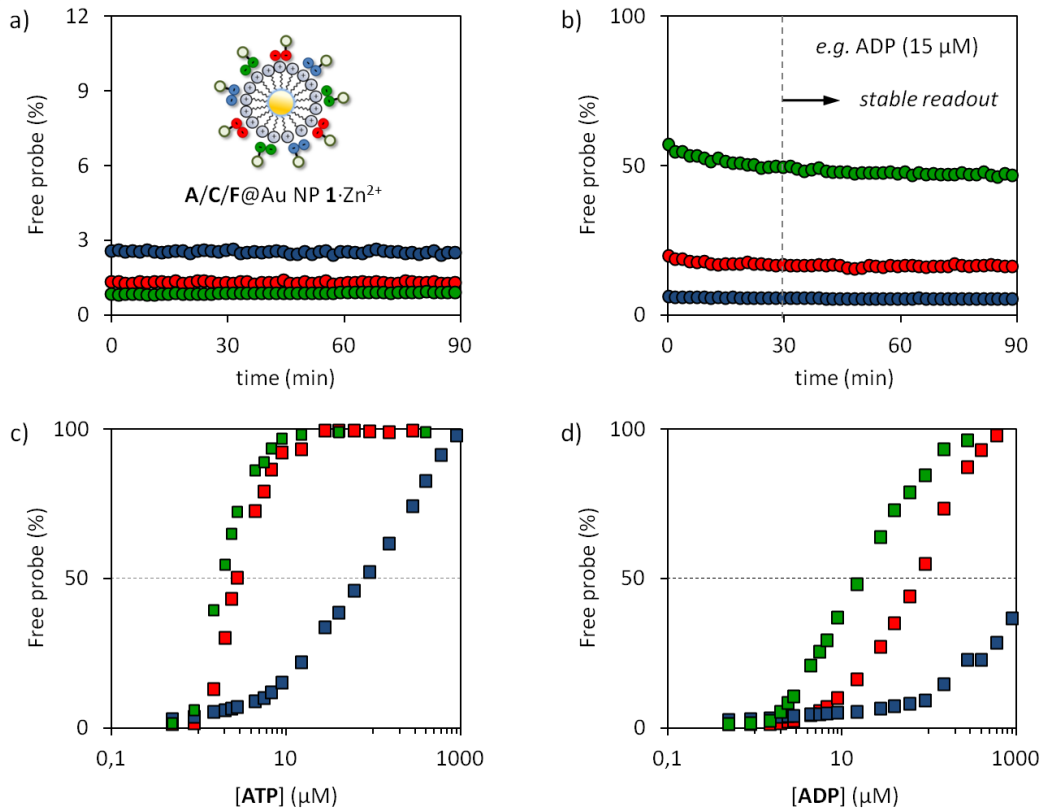 a)
12
9
6
3
0
Free probe (%)
A/C/F@Au NP 1·Zn²⁺
0 30 60 90
time (min)
b)
100
50
0
Free probe (%)
e.g. ADP (15 µM)
stable readout
0 30 60 90
time (min)
c)
100
50
0
Free probe (%)
0,1 10 1000
[ATP] (µM)
d)
100
50
0
Free probe (%)
0,1 10 1000
[ADP] (µM)